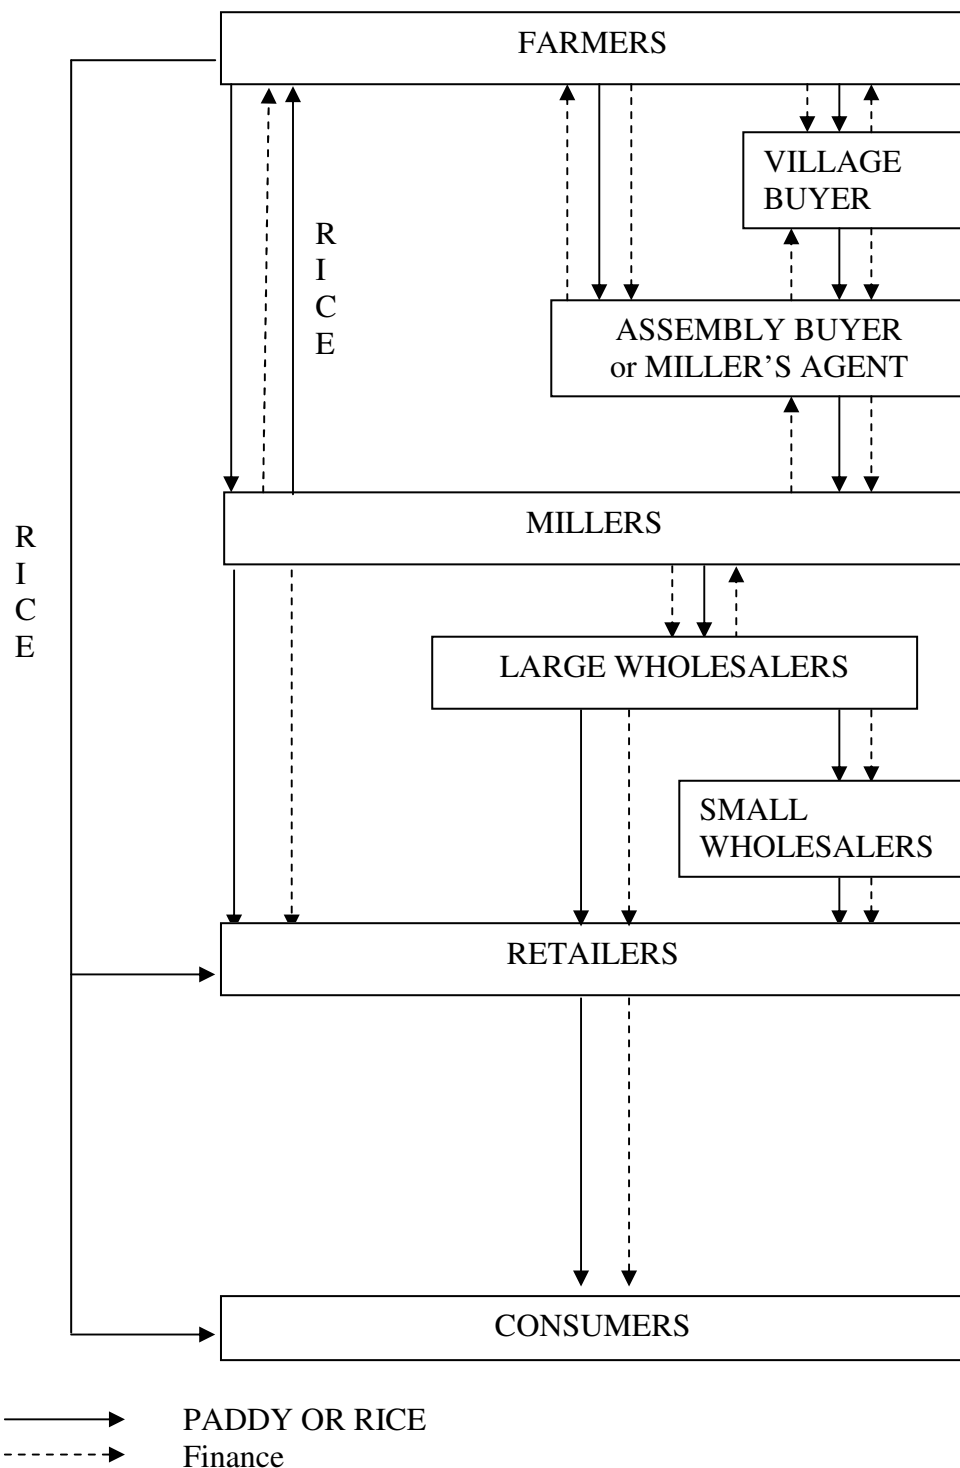 FARMERS
VILLAGE
BUYER
R
I
C
E
ASSEMBLY BUYER
or MILLER’S AGENT
MILLERS
R
I
C
E
LARGE WHOLESALERS
SMALL
WHOLESALERS
RETAILERS
CONSUMERS
PADDY OR RICE
Finance